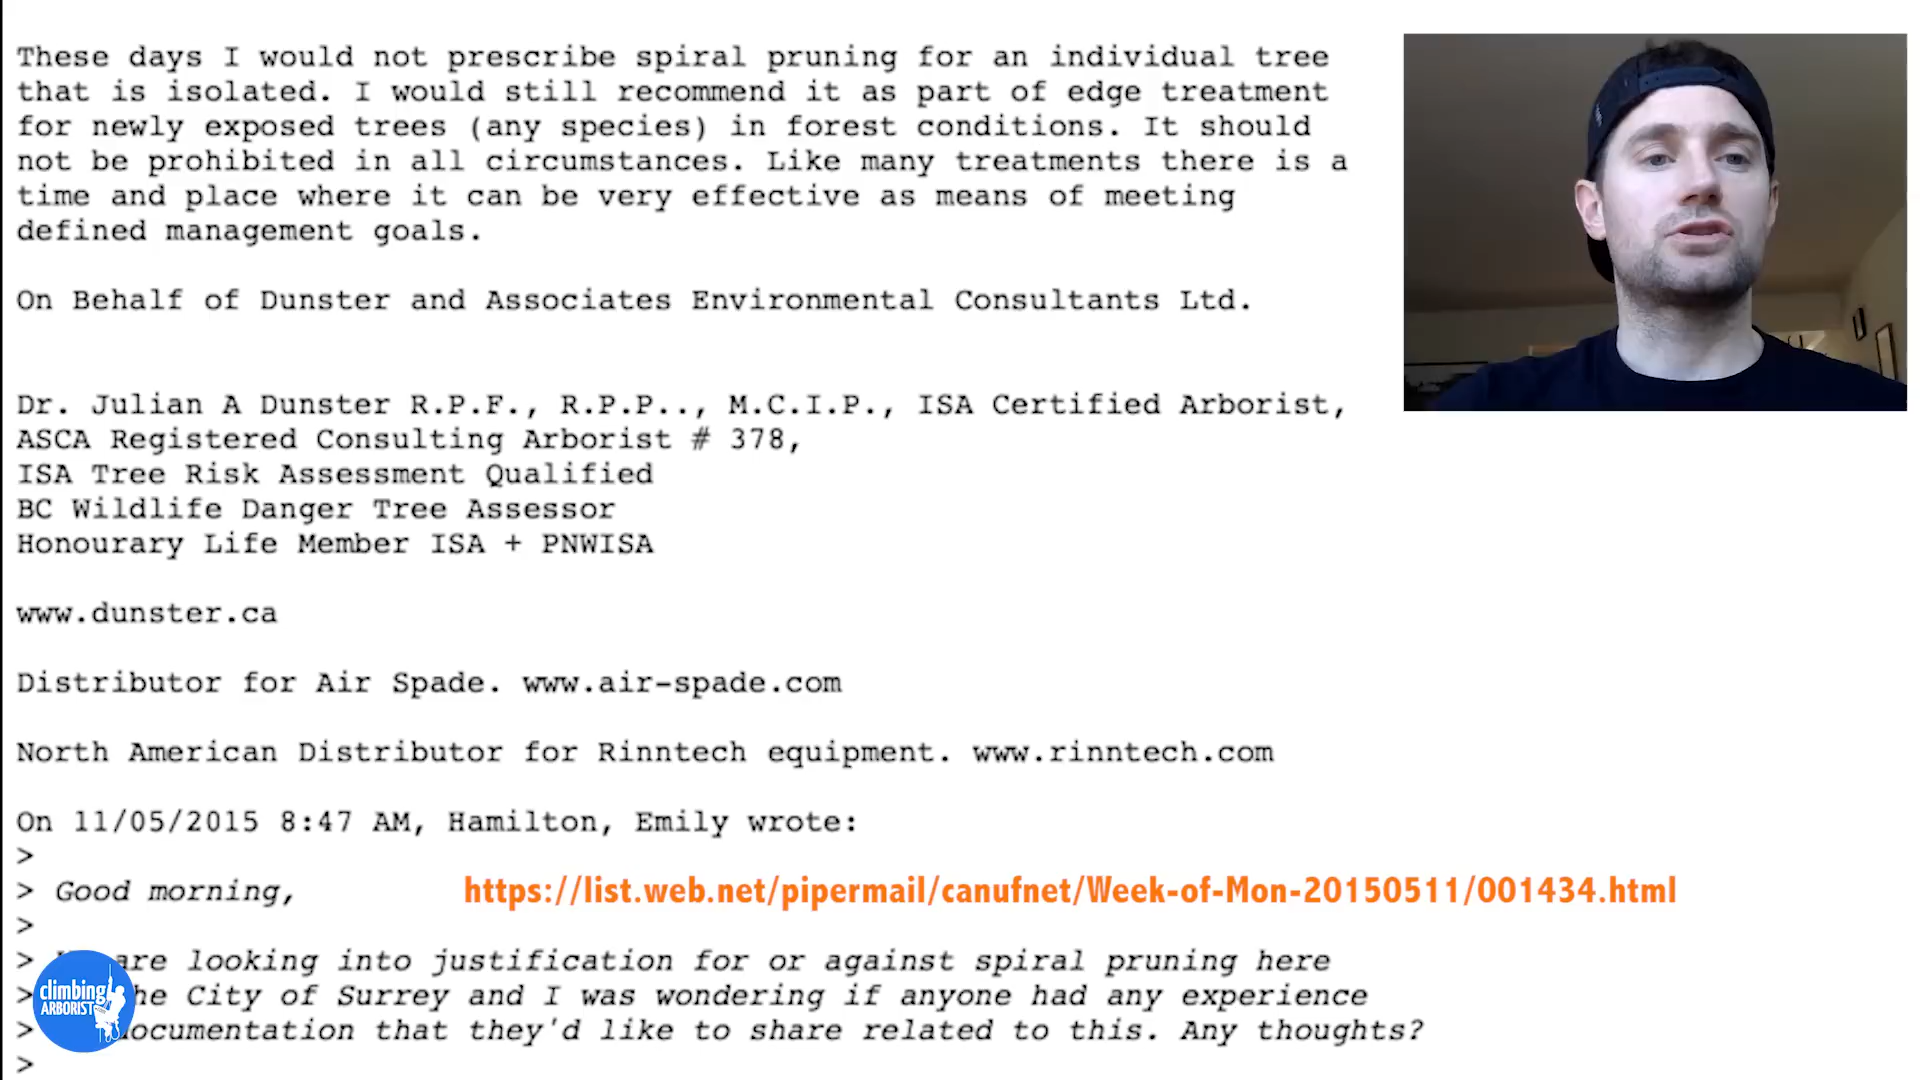 These days I would not prescribe spiral pruning for an individual tree
that is isolated. I would still recommend it as part of edge treatment
for newly exposed trees (any species) in forest conditions. It should
not be prohibited in all circumstances. Like many treatments there is a
time and place where it can be very effective as means of meeting
defined management goals.
On Behalf of Dunster and Associates Environmental Consultants Ltd.
Dr. Julian A Dunster R.P.F., R.P.P.., M.C.I.P., ISA Certified Arborist,
ASCA Registered Consulting Arborist # 378,
ISA Tree Risk Assessment Qualified
BC Wildlife Danger Tree Assessor
Honourary Life Member ISA + PNWISA
www.dunster.ca
Distributor for Air Spade. www.air-spade.com
North American Distributor for Rinntech equipment. www.rinntech.com
On 11/05/2015 8:47 AM, Hamilton, Emily wrote:
>
> Good morning,
https://list.web.net/pipermail/canufnet/Week-of-Mon-20150511/001434.html
>
> are looking into justification for or against spiral pruning here
> City of Surrey and I was wondering if anyone had any experience
> that they'd like to share related to this. Any thoughts?
>
climbing
ARBORIST